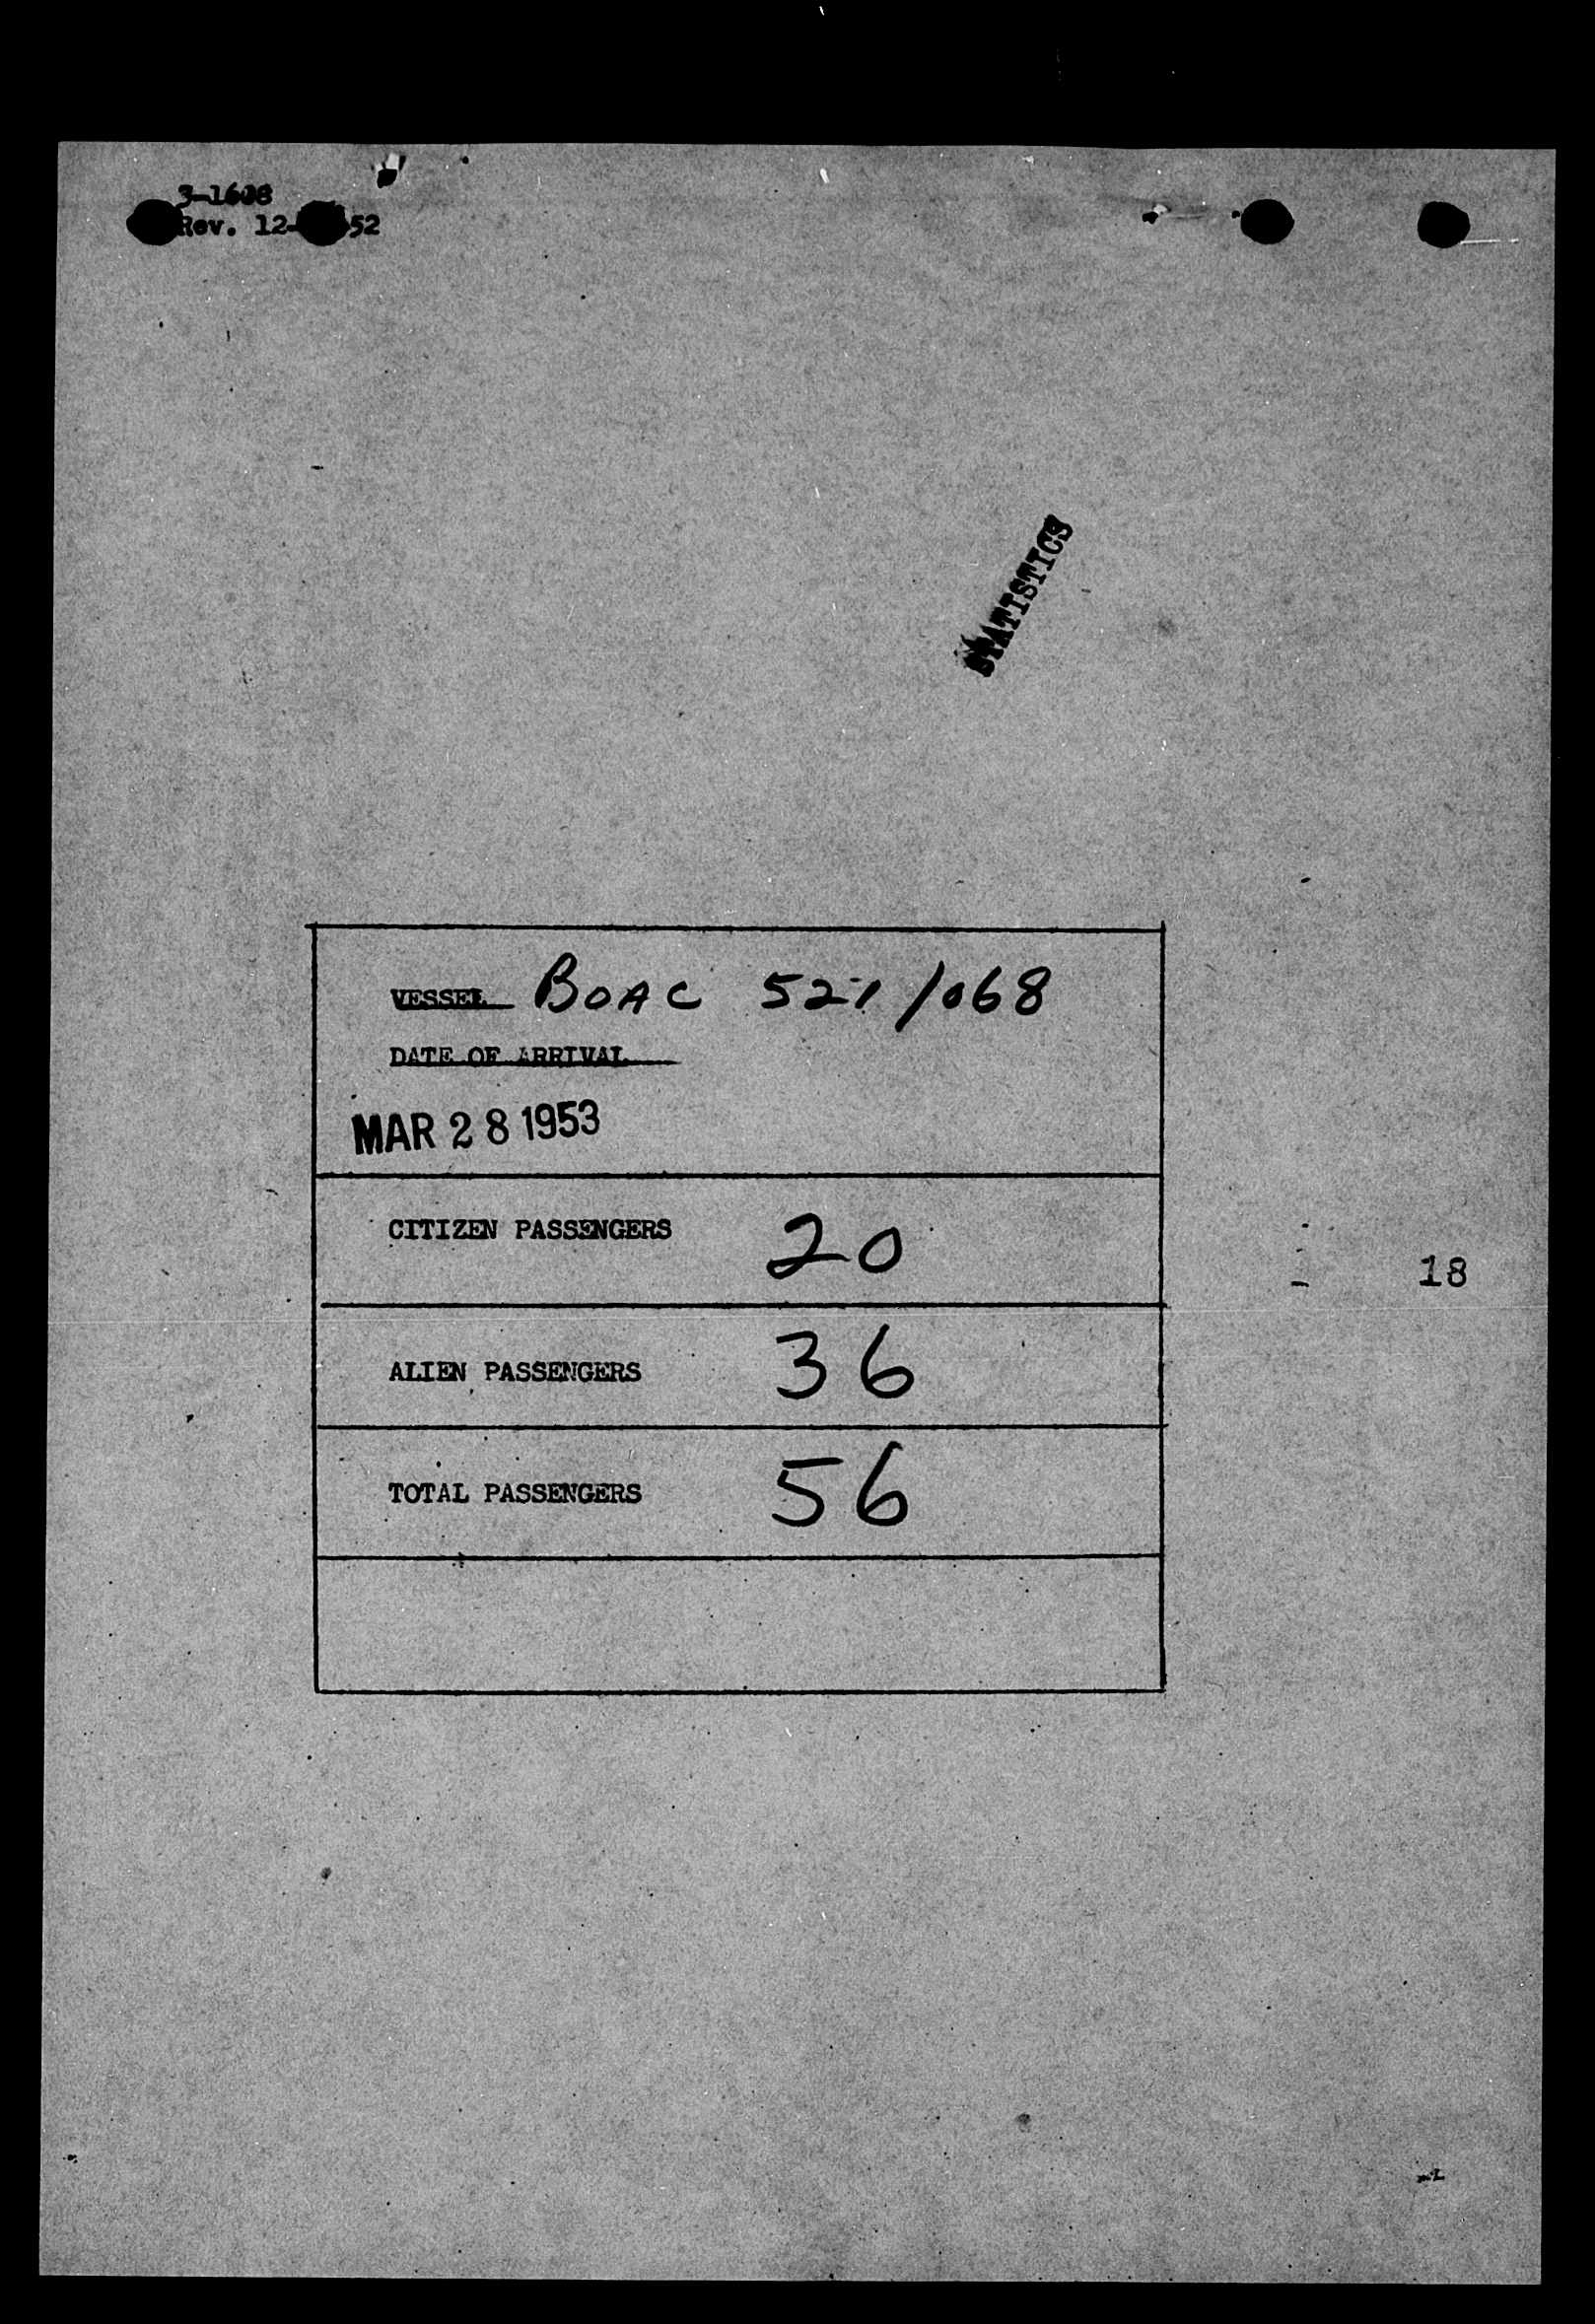 3-1608
Rev. 12- 52
STATISTICS
VESSEL BOAC 521/068
DATE OF ARRIVAL
MAR 28 1953
CITIZEN PASSENGERS 20
18
ALIEN PASSENGERS 36
TOTAL PASSENGERS 56